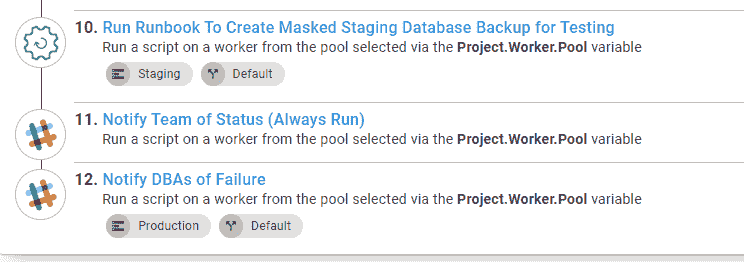 10. Run Runbook To Create Masked Staging Database Backup for Testing
Run a script on a worker from the pool selected via the Project.Worker.Pool variable
Staging Default
11. Notify Team of Status (Always Run)
Run a script on a worker from the pool selected via the Project.Worker.Pool variable
12. Notify DBAs of Failure
Run a script on a worker from the pool selected via the Project.Worker.Pool variable
Production Default